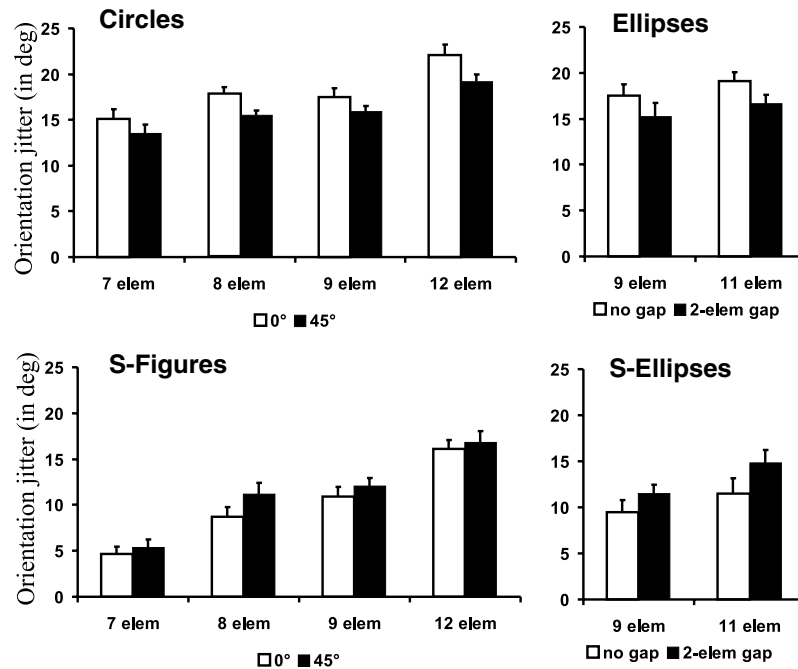 Circles
Orientation jitter (in deg)
25
20
15
10
5
0
7 elem 8 elem 9 elem 12 elem
0° 45°
Ellipses
25
20
15
10
5
0
9 elem 11 elem
no gap 2-elem gap
S-Figures
Orientation jitter (in deg)
25
20
15
10
5
0
7 elem 8 elem 9 elem 12 elem
0° 45°
S-Ellipses
25
20
15
10
5
0
9 elem 11 elem
no gap 2-elem gap